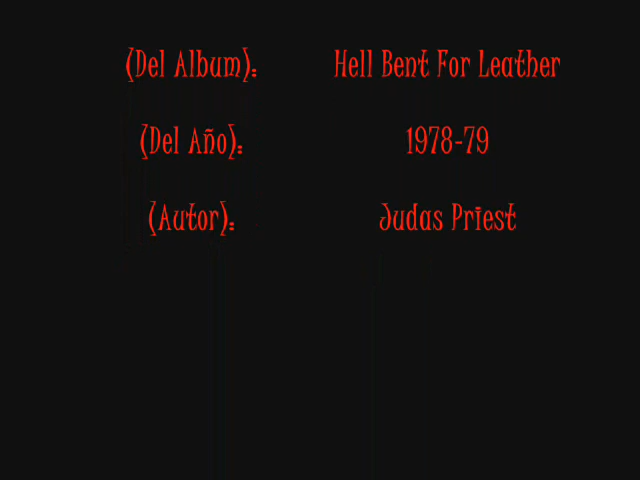 (Del Album): Hell Bent For Leather
(Del Año): 1978-79
(Autor): Judas Priest